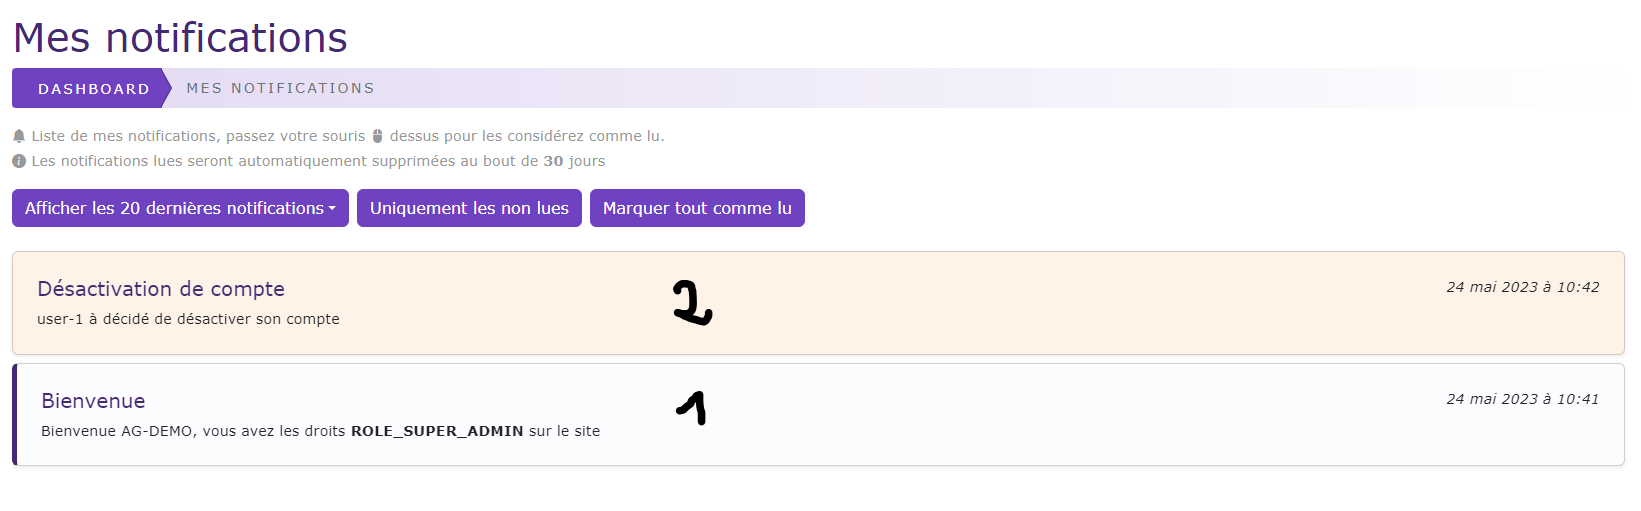 Mes notifications
DASHBOARD MES NOTIFICATIONS
Liste de mes notifications, passez votre souris dessus pour les considérez comme lu.
Les notifications lues seront automatiquement supprimées au bout de 30 jours
Afficher les 20 dernières notifications Uniquement les non lues Marquer tout comme lu
Désactivation de compte 24 mai 2023 à 10:42
2
user-1 à décidé de désactiver son compte
Bienvenue 24 mai 2023 à 10:41
1
Bienvenue AG-DEMO, vous avez les droits ROLE_SUPER_ADMIN sur le site